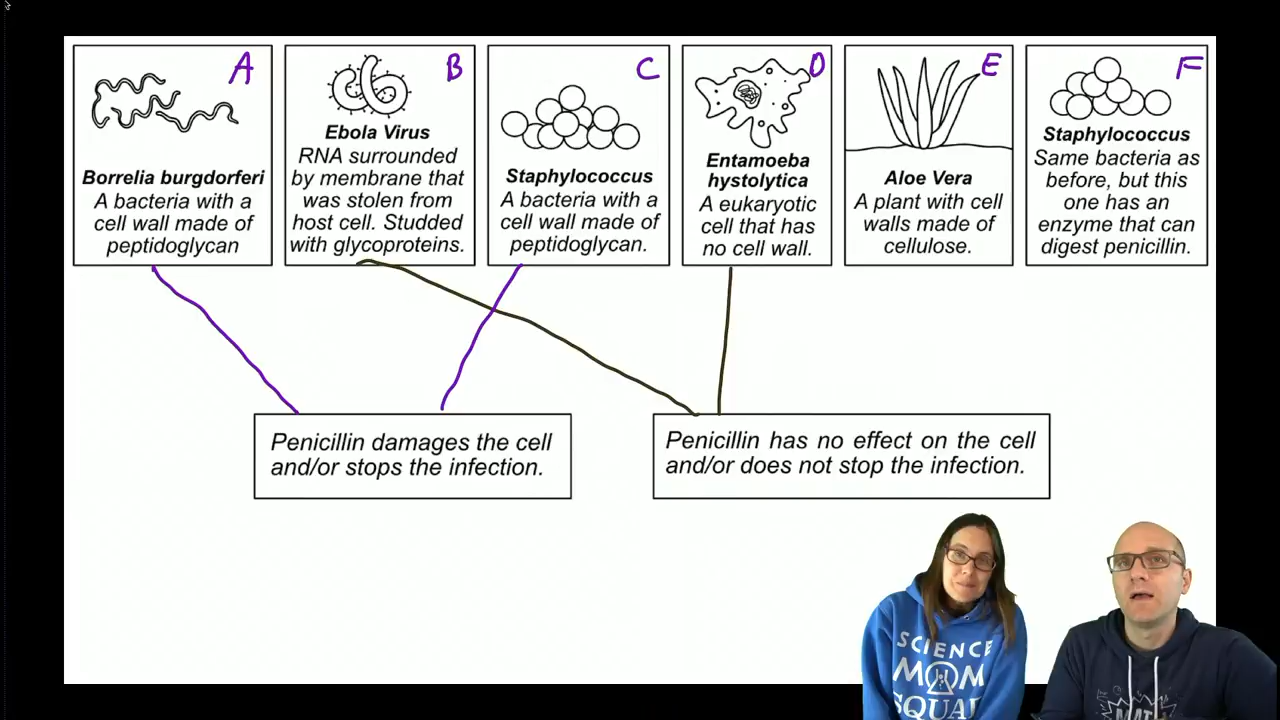 A
Borrelia burgdorferi
A bacteria with a
cell wall made of
peptidoglycan
B
Ebola Virus
RNA surrounded
by membrane that
was stolen from
host cell. Studded
with glycoproteins.
C
Staphylococcus
A bacteria with a
cell wall made of
peptidoglycan.
D
Entamoeba
hystolytica
A eukaryotic
cell that has
no cell wall.
E
Aloe Vera
A plant with cell
walls made of
cellulose.
F
Staphylococcus
Same bacteria as
before, but this
one has an
enzyme that can
digest penicillin.
Penicillin damages the cell
and/or stops the infection.
Penicillin has no effect on the cell
and/or does not stop the infection.
SCIENCE
MOM
SQUAD
MATH